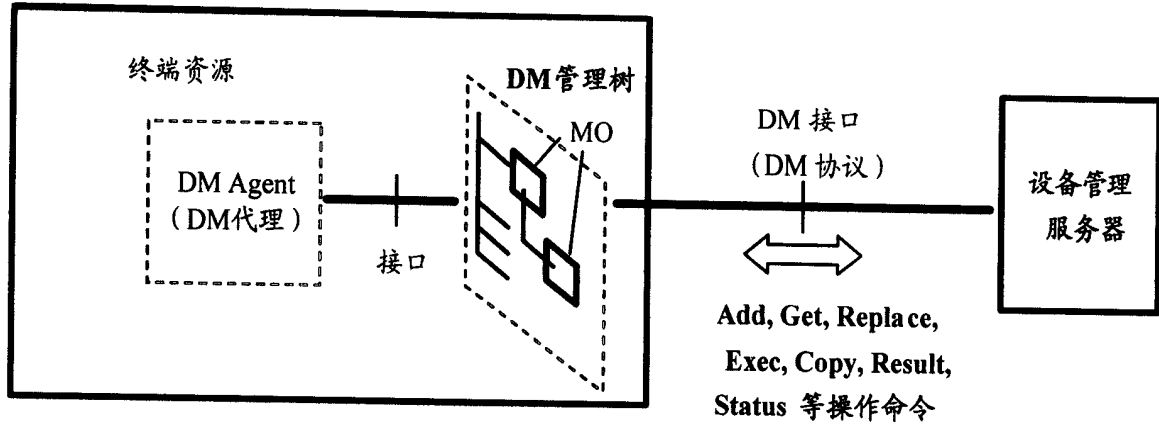 终端资源
DM Agent
（DM代理）
接口
DM管理树
MO
DM 接口
（DM 协议）
Add, Get, Replace,
Exec, Copy, Result,
Status 等操作命令
设备管理
服务器